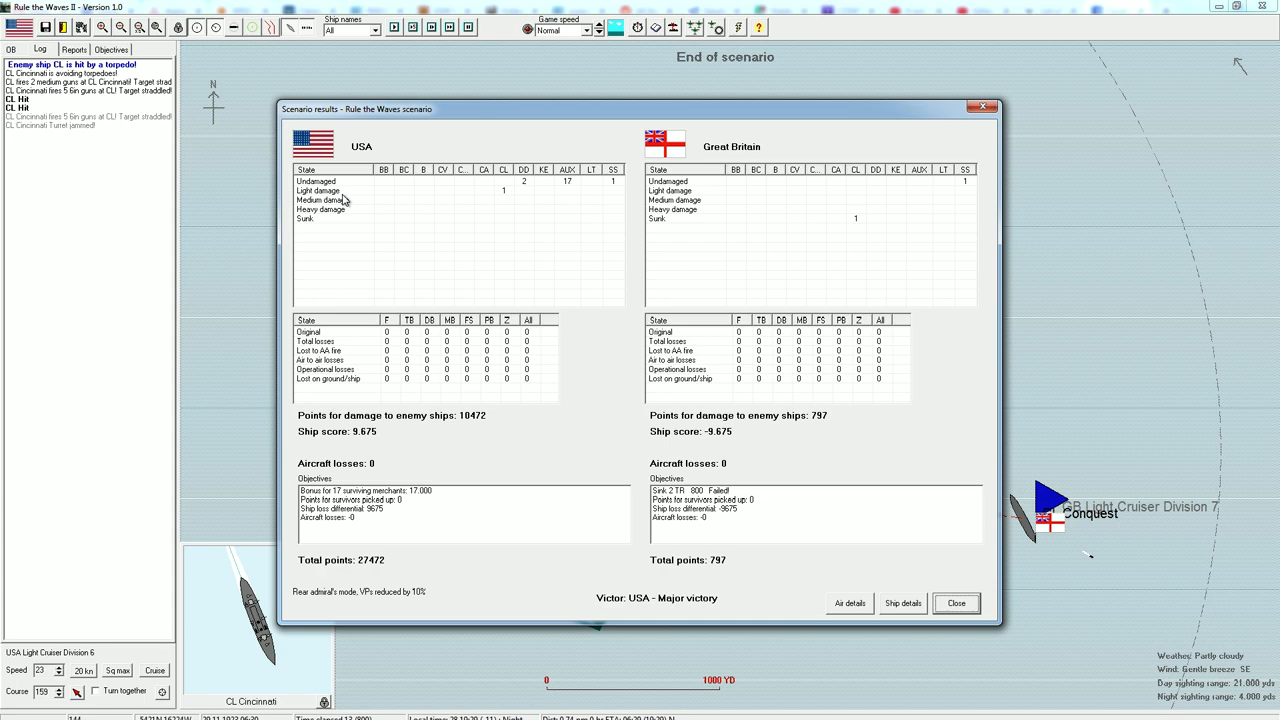 Rule the Waves II - Version 1.0
Ship names
All
Game speed
Normal
OB Log Reports Objectives
Enemy ship CL is hit by a torpedo!
CL Cincinnati is avoiding torpedoes!
CL fires 2 medium guns at CL Cincinnati! Target strad
CL Cincinnati fires 5 6in guns at CL! Target straddled!
CL Hit
CL Hit
CL Cincinnati fires 5 6in guns at CL! Target straddled!
CL Cincinnati Turret jammed!
End of scenario
N
Scenario results - Rule the Waves scenario
USA
State BB BC B CV C... CA CL DD KE AUX LT SS
Undamaged 2 17 1
Light damage 1
Medium damage
Heavy damage
Sunk
State F TB DB MB FS PB Z All
Original 0 0 0 0 0 0 0 0
Total losses 0 0 0 0 0 0 0 0
Lost to AA fire 0 0 0 0 0 0 0 0
Air to air losses 0 0 0 0 0 0 0 0
Operational losses 0 0 0 0 0 0 0 0
Lost on ground/ship 0 0 0 0 0 0 0 0
Points for damage to enemy ships: 10472
Ship score: 9.675
Aircraft losses: 0
Objectives
Bonus for 17 surviving merchants: 17.000
Points for survivors picked up: 0
Ship loss differential: 9675
Aircraft losses: -0
Total points: 27472
Great Britain
State BB BC B CV C... CA CL DD KE AUX LT SS
Undamaged 1
Light damage
Medium damage
Heavy damage
Sunk 1
State F TB DB MB FS PB Z All
Original 0 0 0 0 0 0 0 0
Total losses 0 0 0 0 0 0 0 0
Lost to AA fire 0 0 0 0 0 0 0 0
Air to air losses 0 0 0 0 0 0 0 0
Operational losses 0 0 0 0 0 0 0 0
Lost on ground/ship 0 0 0 0 0 0 0 0
Points for damage to enemy ships: 797
Ship score: -9.675
Aircraft losses: 0
Objectives
Sink 2 TR 800 Failed!
Points for survivors picked up: 0
Ship loss differential: -9675
Aircraft losses: -0
Total points: 797
Rear admiral's mode, VPs reduced by 10%
Victor: USA - Major victory
Air details Ship details Close
GB Light Cruiser Division 7
Conquest
USA Light Cruiser Division 6
Speed 23 20 kn Sq max Cruise
Course 159 Turn together
CL Cincinnati
0 1000 YD
Weather: Partly cloudy
Wind: Gentle breeze SE
Day sighting range: 21.000 yds
Night sighting range: 4.000 yds